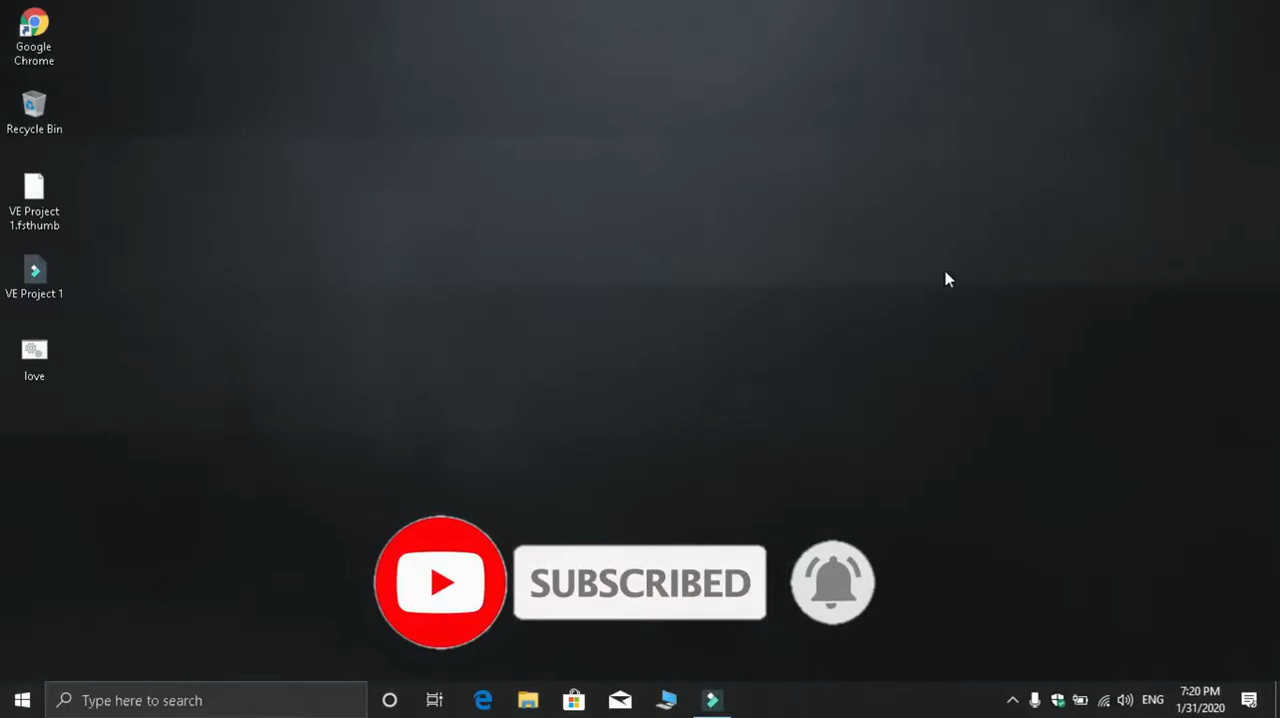 Google
Chrome
Recycle Bin
VE Project
1.fsthumb
VE Project 1
love
SUBSCRIBED
Type here to search
ENG
7:20 PM
1/31/2020